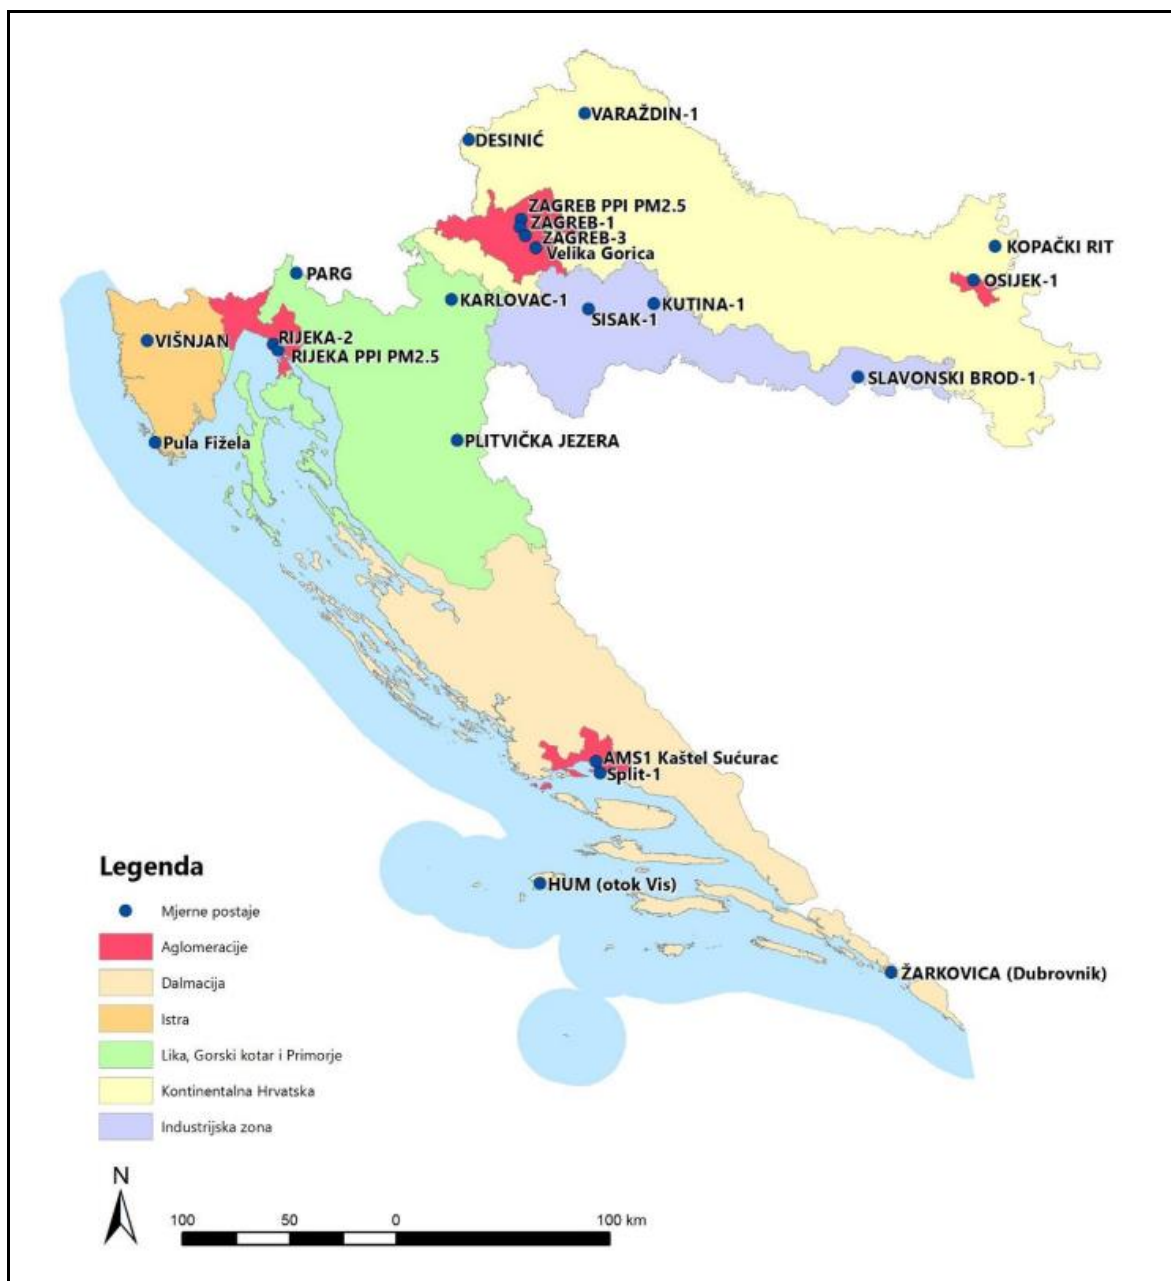 VARAŽDIN-1
DESINIĆ
ZAGREB PPI PM2.5
ZAGREB-1
ZAGREB-3
Velika Gorica
KOPAČKI RIT
PARG
OSIJEK-1
KARLOVAC-1
KUTINA-1
SISAK-1
VIŠNJAN
RIJEKA-2
RIJEKA PPI PM2.5
SLAVONSKI BROD-1
Pula Fižela
PLITVIČKA JEZERA
AMS1 Kaštel Sućurac
Split-1
HUM (otok Vis)
ŽARKOVICA (Dubrovnik)
Legenda
Mjerne postaje
Aglomeracije
Dalmacija
Istra
Lika, Gorski kotar i Primorje
Kontinentalna Hrvatska
Industrijska zona
N
100 50 0 100 km